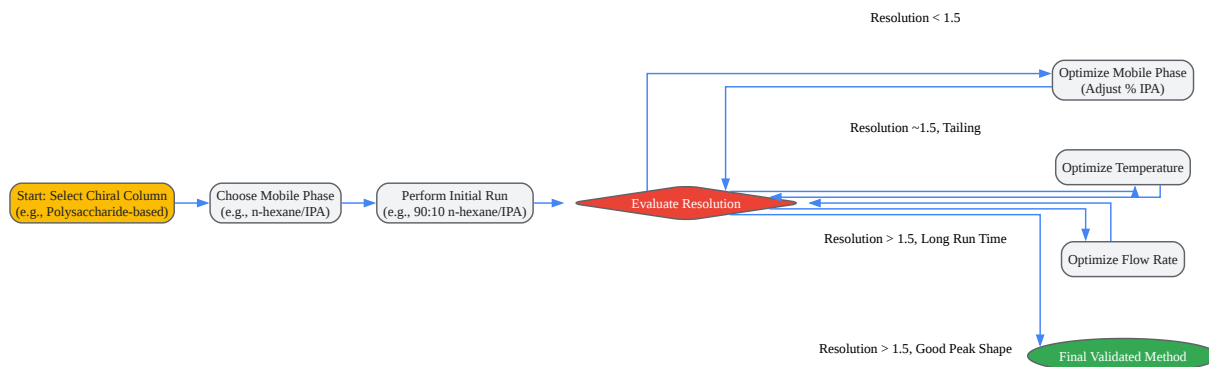 Resolution < 1.5
Optimize Mobile Phase
(Adjust % IPA)
Resolution ~1.5, Tailing
Optimize Temperature
Start: Select Chiral Column
(e.g., Polysaccharide-based)
Choose Mobile Phase
(e.g., n-hexane/IPA)
Perform Initial Run
(e.g., 90:10 n-hexane/IPA)
Evaluate Resolution
Resolution > 1.5, Long Run Time
Optimize Flow Rate
Resolution > 1.5, Good Peak Shape
Final Validated Method